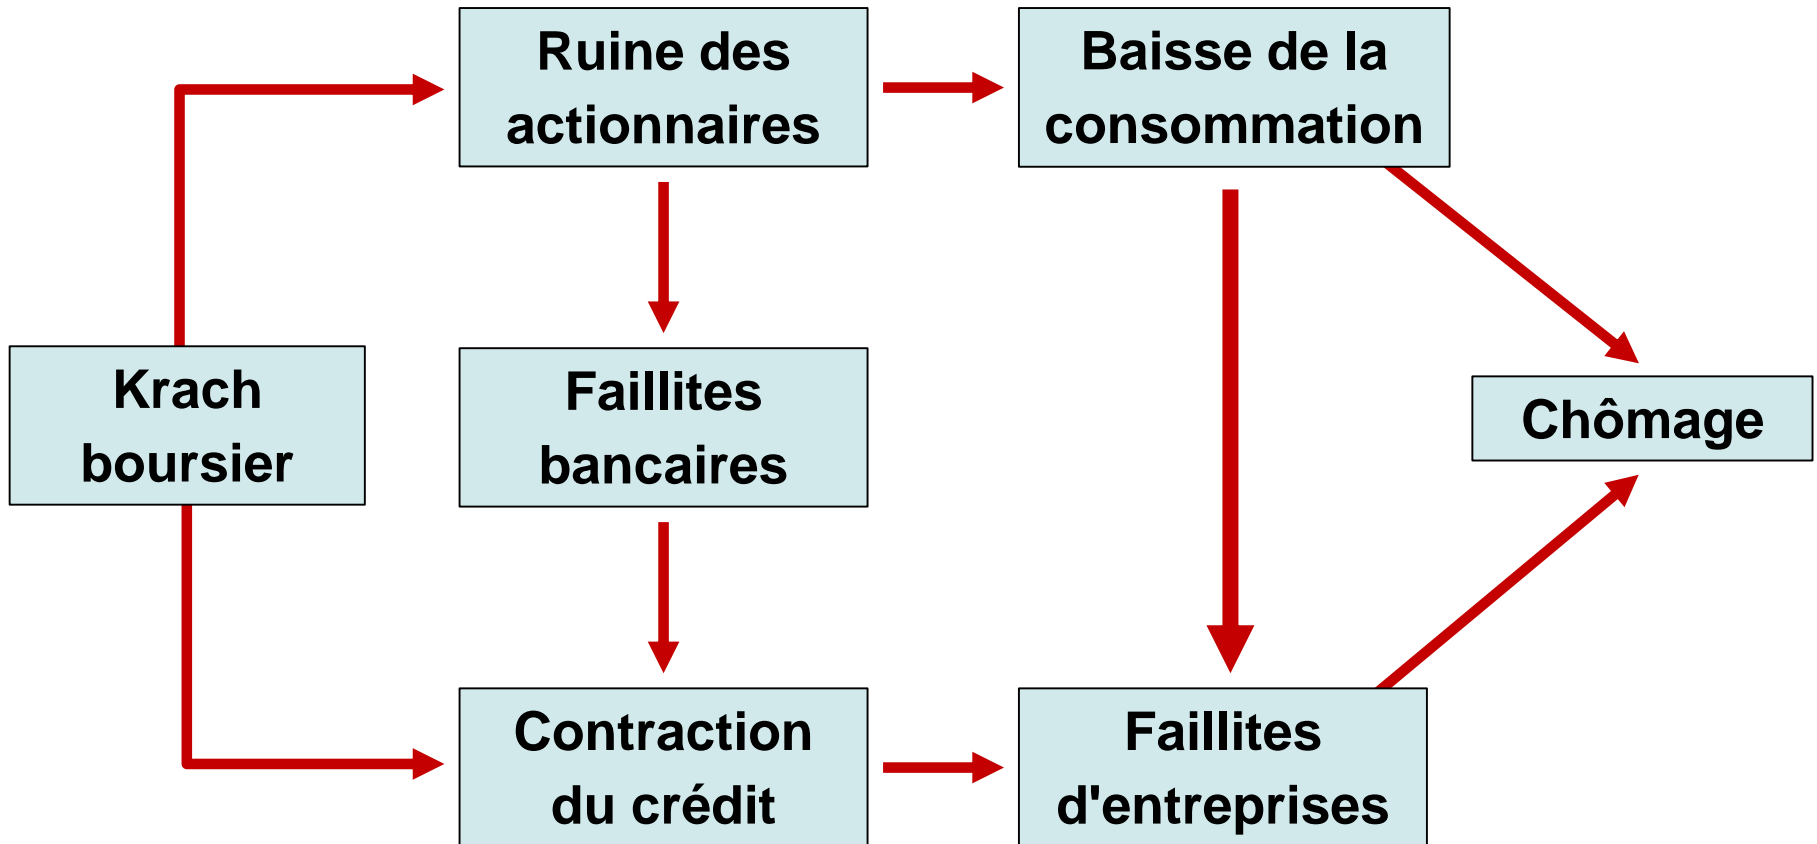 Ruine des
actionnaires
Baisse de la
consommation
Krach
boursier
Faillites
bancaires
Chômage
Contraction
du crédit
Faillites
d'entreprises